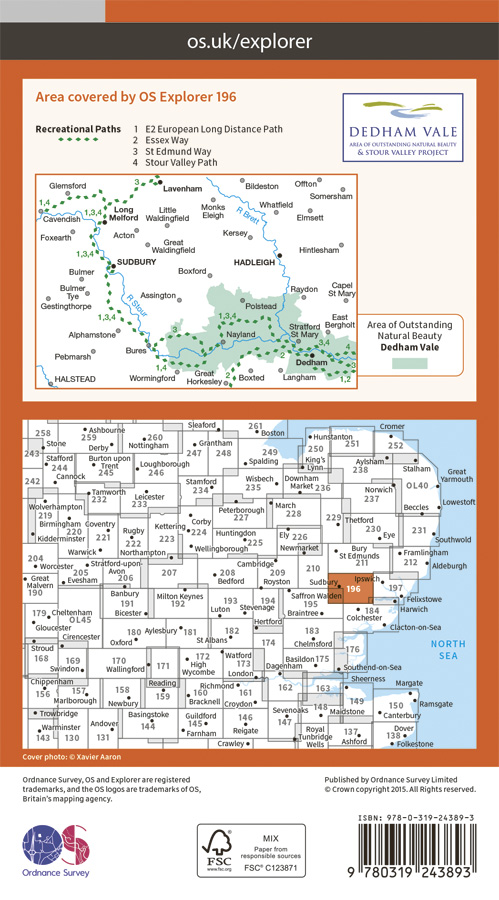 os.uk/explorer
Area covered by OS Explorer 196
Recreational Paths
1 E2 European Long Distance Path
2 Essex Way
3 St Edmund Way
4 Stour Valley Path
DEDHAM VALE
AREA OF OUTSTANDING NATURAL BEAUTY
& STOUR VALLEY PROJECT
Glemsford
3
Lavenham
Bildeston
Offton
Somersham
1,4
Cavendish
1,3,4
Long
Melford
Little
Waldingfield
Monks
Eleigh
R Brett
Whatfield
Elmsett
Foxearth
Acton
Great
Waldingfield
Kersey
Hintlesham
1,3,4
SUDBURY
HADLEIGH
Bulmer
Boxford
Bulmer
Tye
Gestingthorpe
R Stour
Assington
Raydon
Capel
St Mary
Polstead
1,3,4
1,3,4
East
Bergholt
Alphamstone
3
Nayland
Stratford
St Mary
3,4
Pebmarsh
Bures
2
Dedham
3
HALSTEAD
Wormingford
1,4
Great
Horkesley
2
Boxted
Langham
1,2
Area of Outstanding
Natural Beauty
Dedham Vale
258
Stone
259
Ashbourne
Derby
260
Nottingham
Sleaford
247
Grantham
248
261
Boston
249
Spalding
Hunstanton
250
King's
Lynn
251
Cromer
252
243
Stafford
244
Cannock
Burton upon
Trent
245
Loughborough
246
Aylsham
238
Stalham
Great
Yarmouth
242
Tamworth
232
Leicester
233
Stamford
234
Wisbech
235
Downham
Market
236
Norwich
237
OL40
Lowestoft
Wolverhampton
219
Birmingham
220
Kidderminster
Coventry
221
Rugby
222
Kettering
223
Corby
224
Peterborough
227
March
228
229
Thetford
230
Eye
Beccles
231
Southwold
Warwick
Northampton
Wellingborough
Huntingdon
225
Ely
226
Newmarket
Bury
St Edmunds
211
Framlingham
212
Aldeburgh
204
Worcester
Stratford-upon-
Avon
205
206
207
208
Bedford
Cambridge
209
Royston
210
Sudbury
196
Ipswich
197
Great
Malvern
190
Evesham
Banbury
191
Bicester
Milton Keynes
192
193
Luton
194
Stevenage
Saffron Walden
195
Braintree
Felixstowe
Harwich
179
Cheltenham
OL45
Gloucester
Cirencester
180
Oxford
Aylesbury
181
St Albans
182
Hertford
174
183
Chelmsford
184
Colchester
Clacton-on-Sea
NORTH
SEA
Stroud
168
169
Swindon
170
Wallingford
171
172
High
Wycombe
Watford
173
London
Dagenham
Basildon
175
176
Southend-on-Sea
Chippenham
156
157
Marlborough
158
Newbury
Reading
159
Richmond
160
Bracknell
161
Croydon
162
163
Sheerness
Margate
Ramsgate
Trowbridge
Warminster
143
130
131
Andover
Basingstoke
144
Guildford
145
Farnham
146
Reigate
Crawley
Sevenoaks
147
148
Maidstone
149
150
Canterbury
Royal
Tunbridge
Wells
137
Ashford
Dover
138
Folkestone
Cover photo: © Xavier Aaron
Ordnance Survey, OS and Explorer are registered
trademarks, and the OS logos are trademarks of OS,
Britain's mapping agency.
Published by Ordnance Survey Limited
© Crown copyright 2015. All Rights reserved.
Ordnance Survey
FSC
www.fsc.org
MIX
Paper from
responsible sources
FSC® C123871
ISBN: 978-0-319-24389-3
9 780319 243893